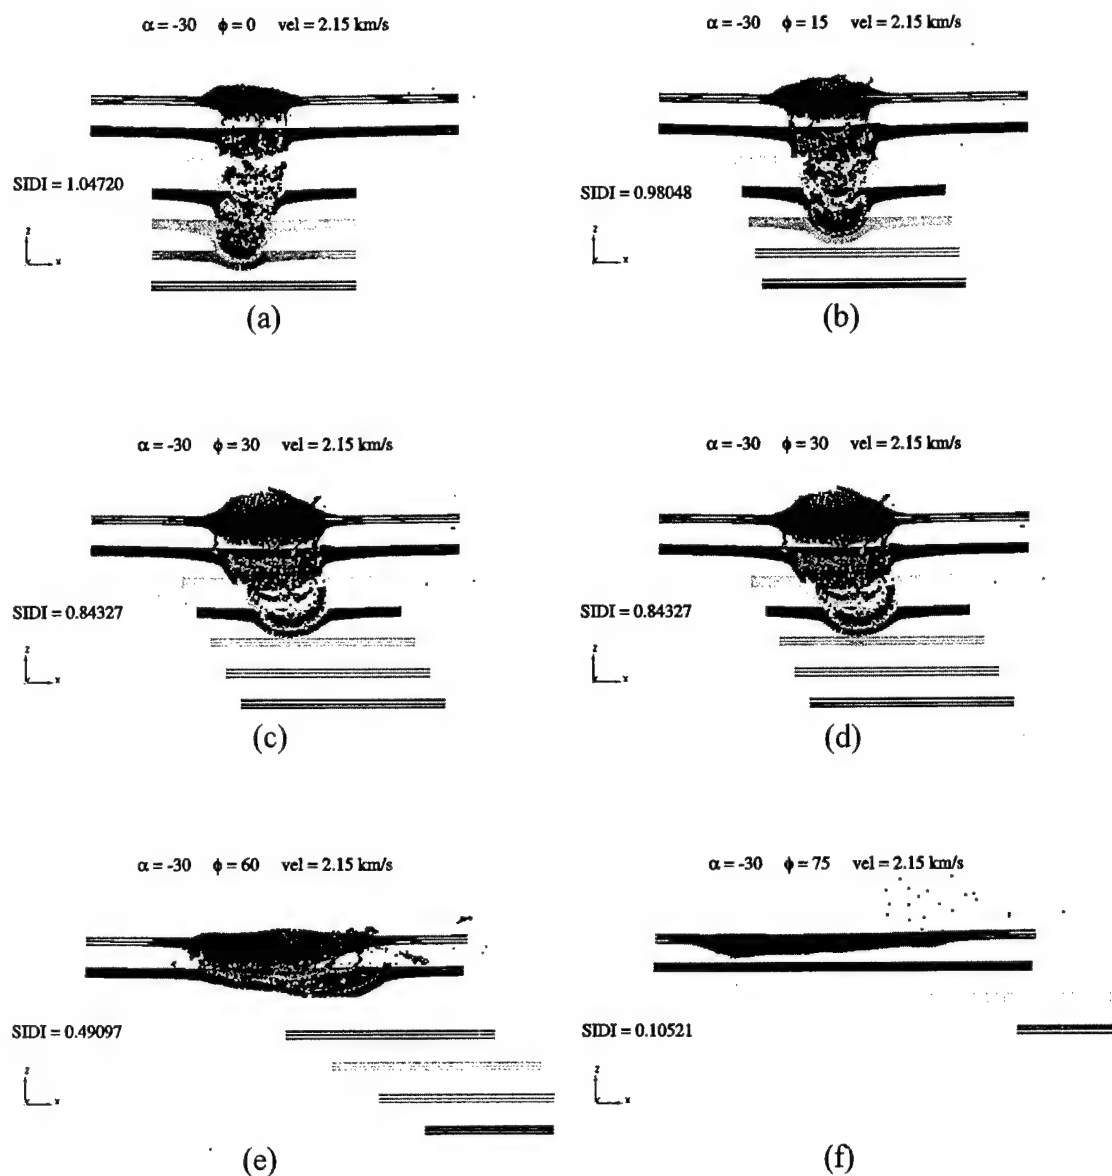 α = -30 ϕ = 0 vel = 2.15 km/s
SIDI = 1.04720
z
x
(a)
α = -30 ϕ = 15 vel = 2.15 km/s
SIDI = 0.98048
z
x
(b)
α = -30 ϕ = 30 vel = 2.15 km/s
SIDI = 0.84327
z
x
(c)
α = -30 ϕ = 30 vel = 2.15 km/s
SIDI = 0.84327
z
x
(d)
α = -30 ϕ = 60 vel = 2.15 km/s
SIDI = 0.49097
z
x
(e)
α = -30 ϕ = 75 vel = 2.15 km/s
SIDI = 0.10521
z
x
(f)